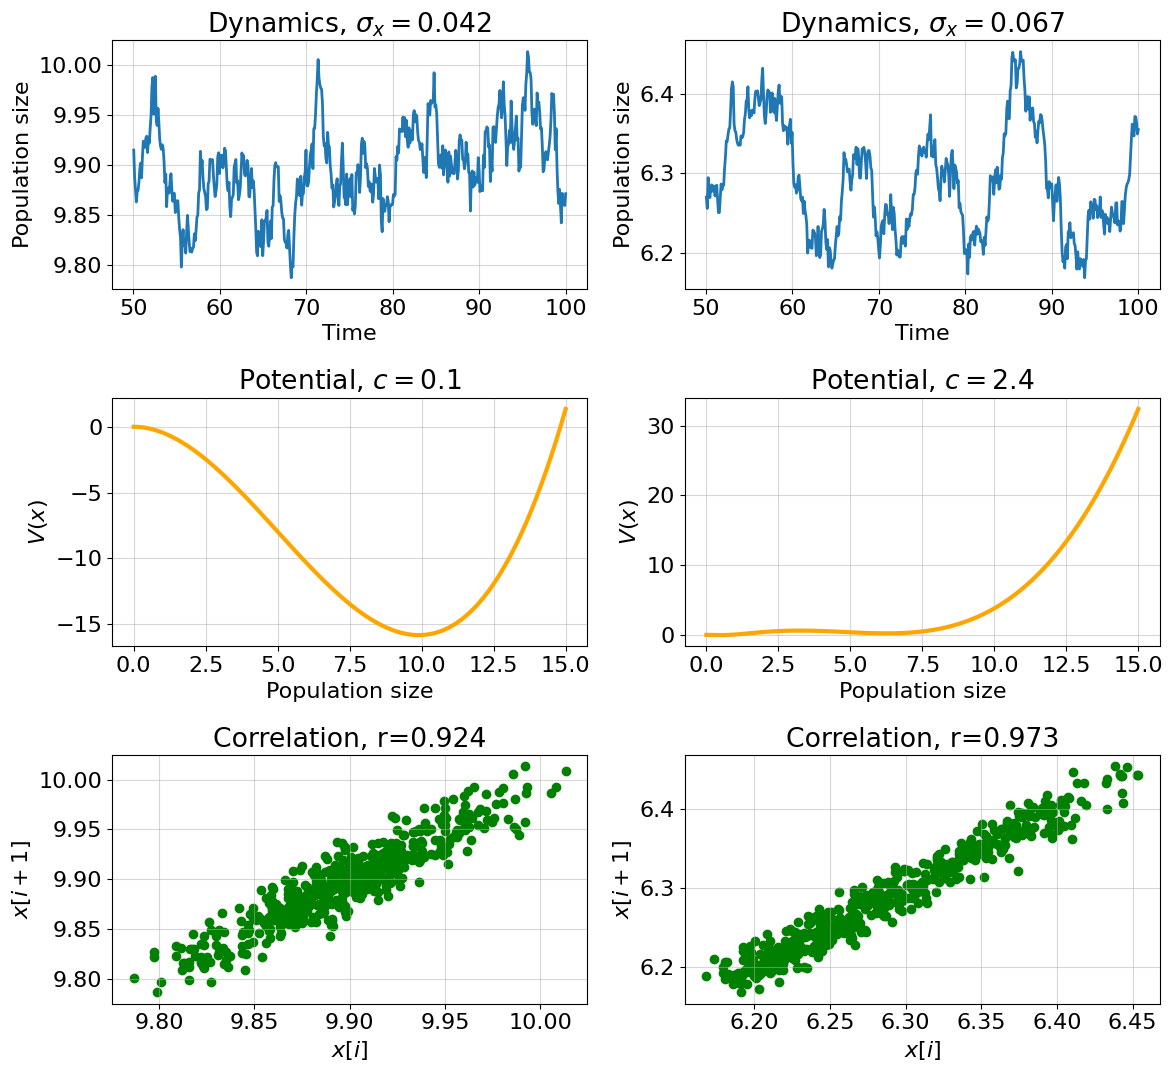 Dynamics, σₓ = 0.042
Population size
10.00
9.95
9.90
9.85
9.80
50 60 70 80 90 100
Time
Dynamics, σₓ = 0.067
Population size
6.4
6.3
6.2
50 60 70 80 90 100
Time
Potential, c = 0.1
V(x)
0
−5
−10
−15
0.0 2.5 5.0 7.5 10.0 12.5 15.0
Population size
Potential, c = 2.4
V(x)
30
20
10
0
0.0 2.5 5.0 7.5 10.0 12.5 15.0
Population size
Correlation, r=0.924
x[i + 1]
10.00
9.95
9.90
9.85
9.80
9.80 9.85 9.90 9.95 10.00
x[i]
Correlation, r=0.973
x[i + 1]
6.4
6.3
6.2
6.20 6.25 6.30 6.35 6.40 6.45
x[i]